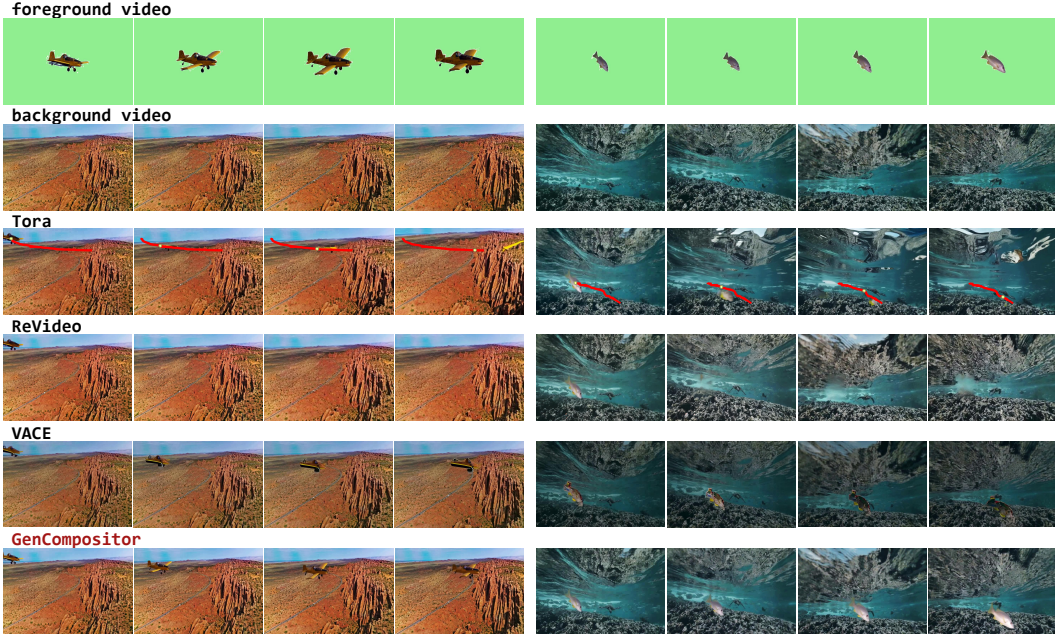 foreground video
background video
Tora
ReVideo
VACE
GenCompositor